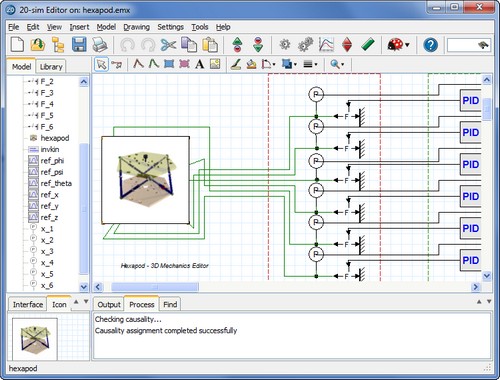 20-sim Editor on: hexapod.emx
File Edit View Insert Model Drawing Settings Tools Help
Model Library
F_2
F_3
F_4
F_5
F_6
hexapod
invkin
ref_phi
ref_psi
ref_theta
ref_x
ref_y
ref_z
x_1
x_2
x_3
x_4
x_5
x_6
P
F
PID
P
F
PID
P
F
PID
P
F
PID
P
F
PID
P
F
PID
Hexapod - 3D Mechanics Editor
Interface Icon
Output Process Find
Checking causality...
Causality assignment completed successfully
hexapod